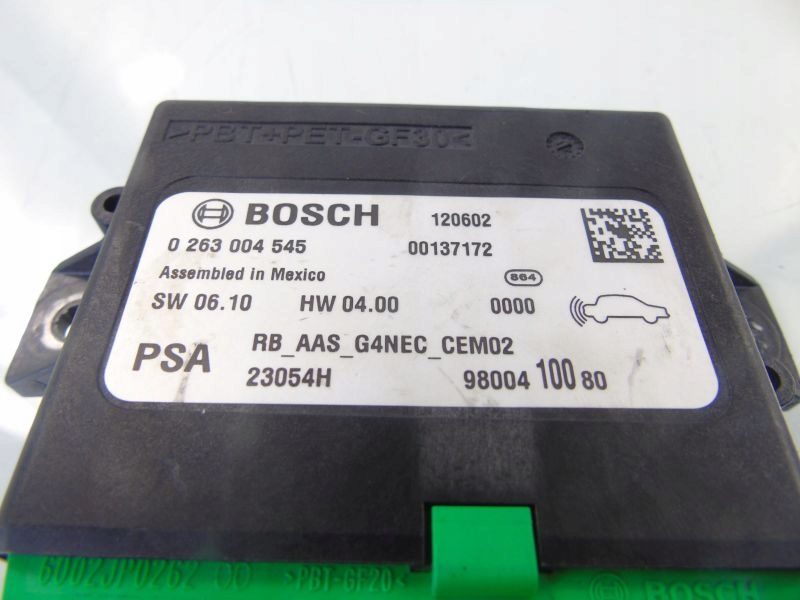 >PBT+PET-GF30<
BOSCH 120602
0 263 004 545 00137172
Assembled in Mexico 864
SW 06.10 HW 04.00 0000
PSA RB_AAS_G4NEC_CEM02
23054H 98004 100 80
6002JP0262 00 >PBT-GF20< BOSCH